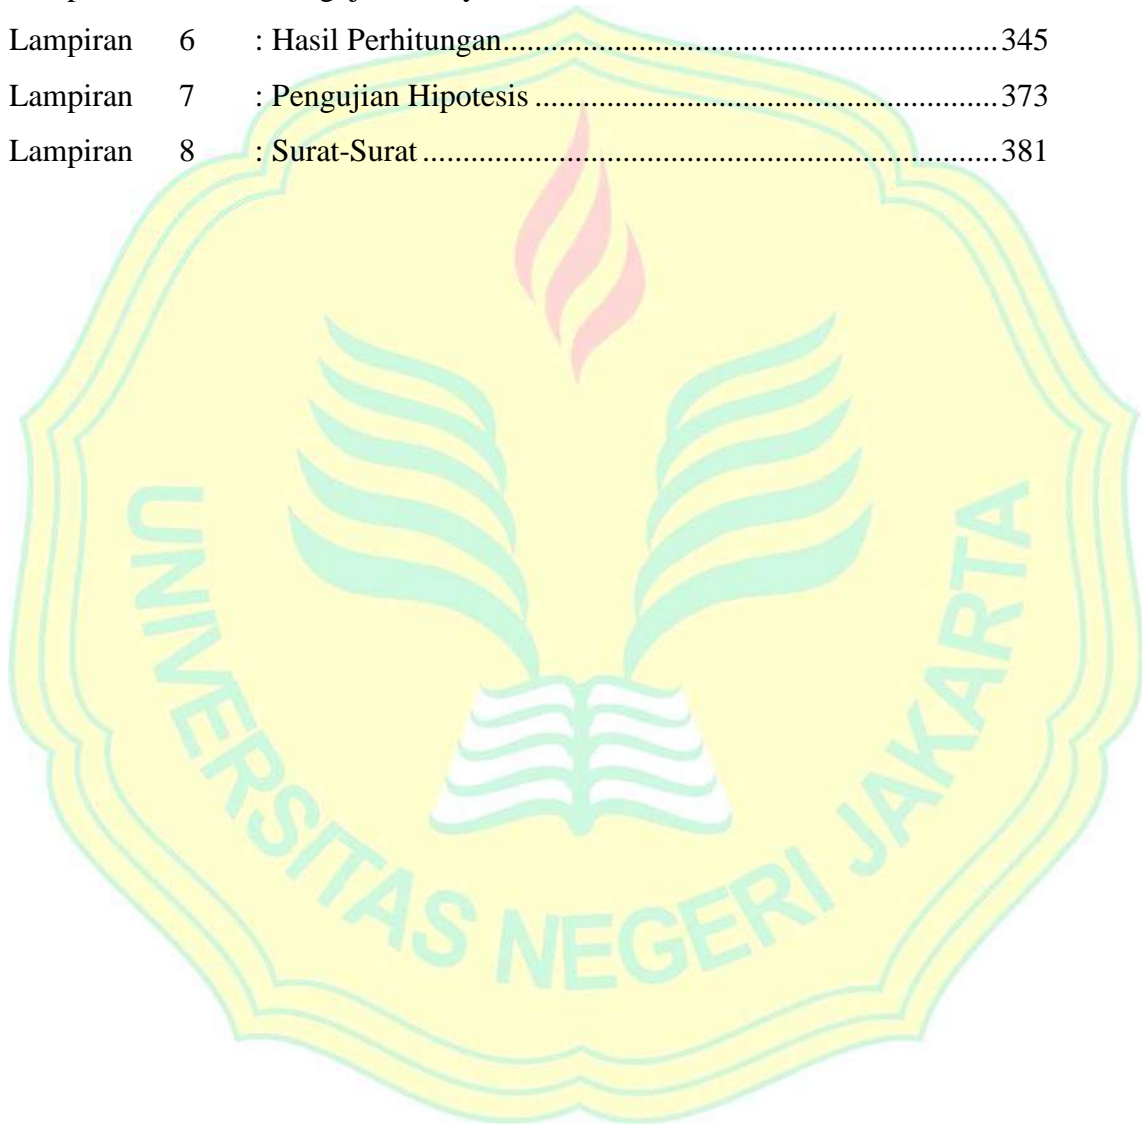 Lampiran 6 : Hasil Perhitungan............................................................345
Lampiran 7 : Pengujian Hipotesis ........................................................373
Lampiran 8 : Surat-Surat ......................................................................381
UNIVERSITAS NEGERI JAKARTA